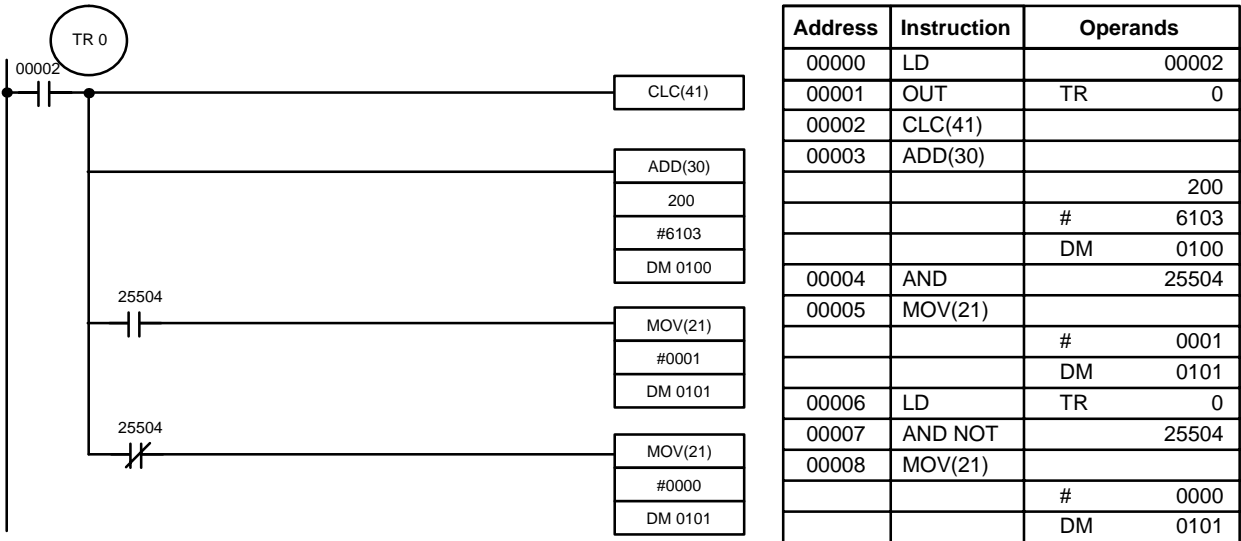 TR 0
00002
CLC(41)
ADD(30)
200
#6103
DM 0100
25504
MOV(21)
#0001
DM 0101
25504
MOV(21)
#0000
DM 0101
Address Instruction Operands
00000 LD 00002
00001 OUT TR 0
00002 CLC(41)
00003 ADD(30)
200
# 6103
DM 0100
00004 AND 25504
00005 MOV(21)
# 0001
DM 0101
00006 LD TR 0
00007 AND NOT 25504
00008 MOV(21)
# 0000
DM 0101